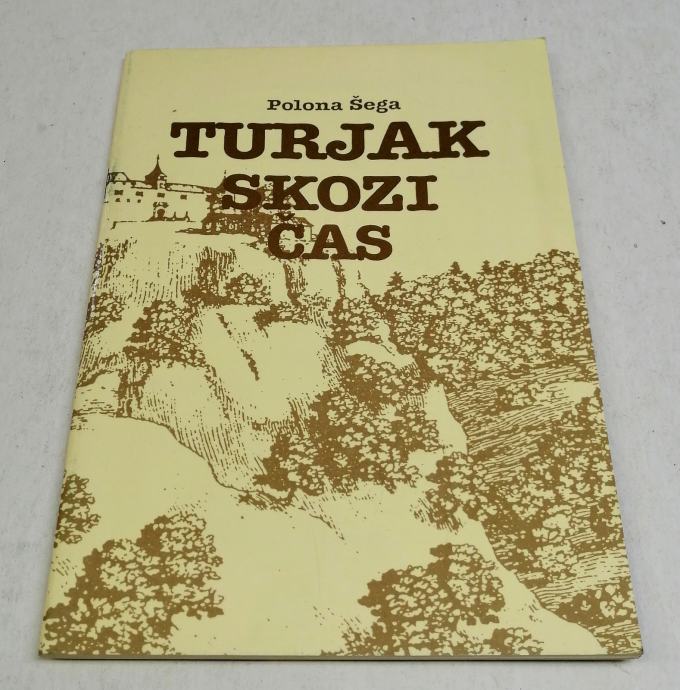 Polona Šega
TURJAK
SKOZI
ČAS